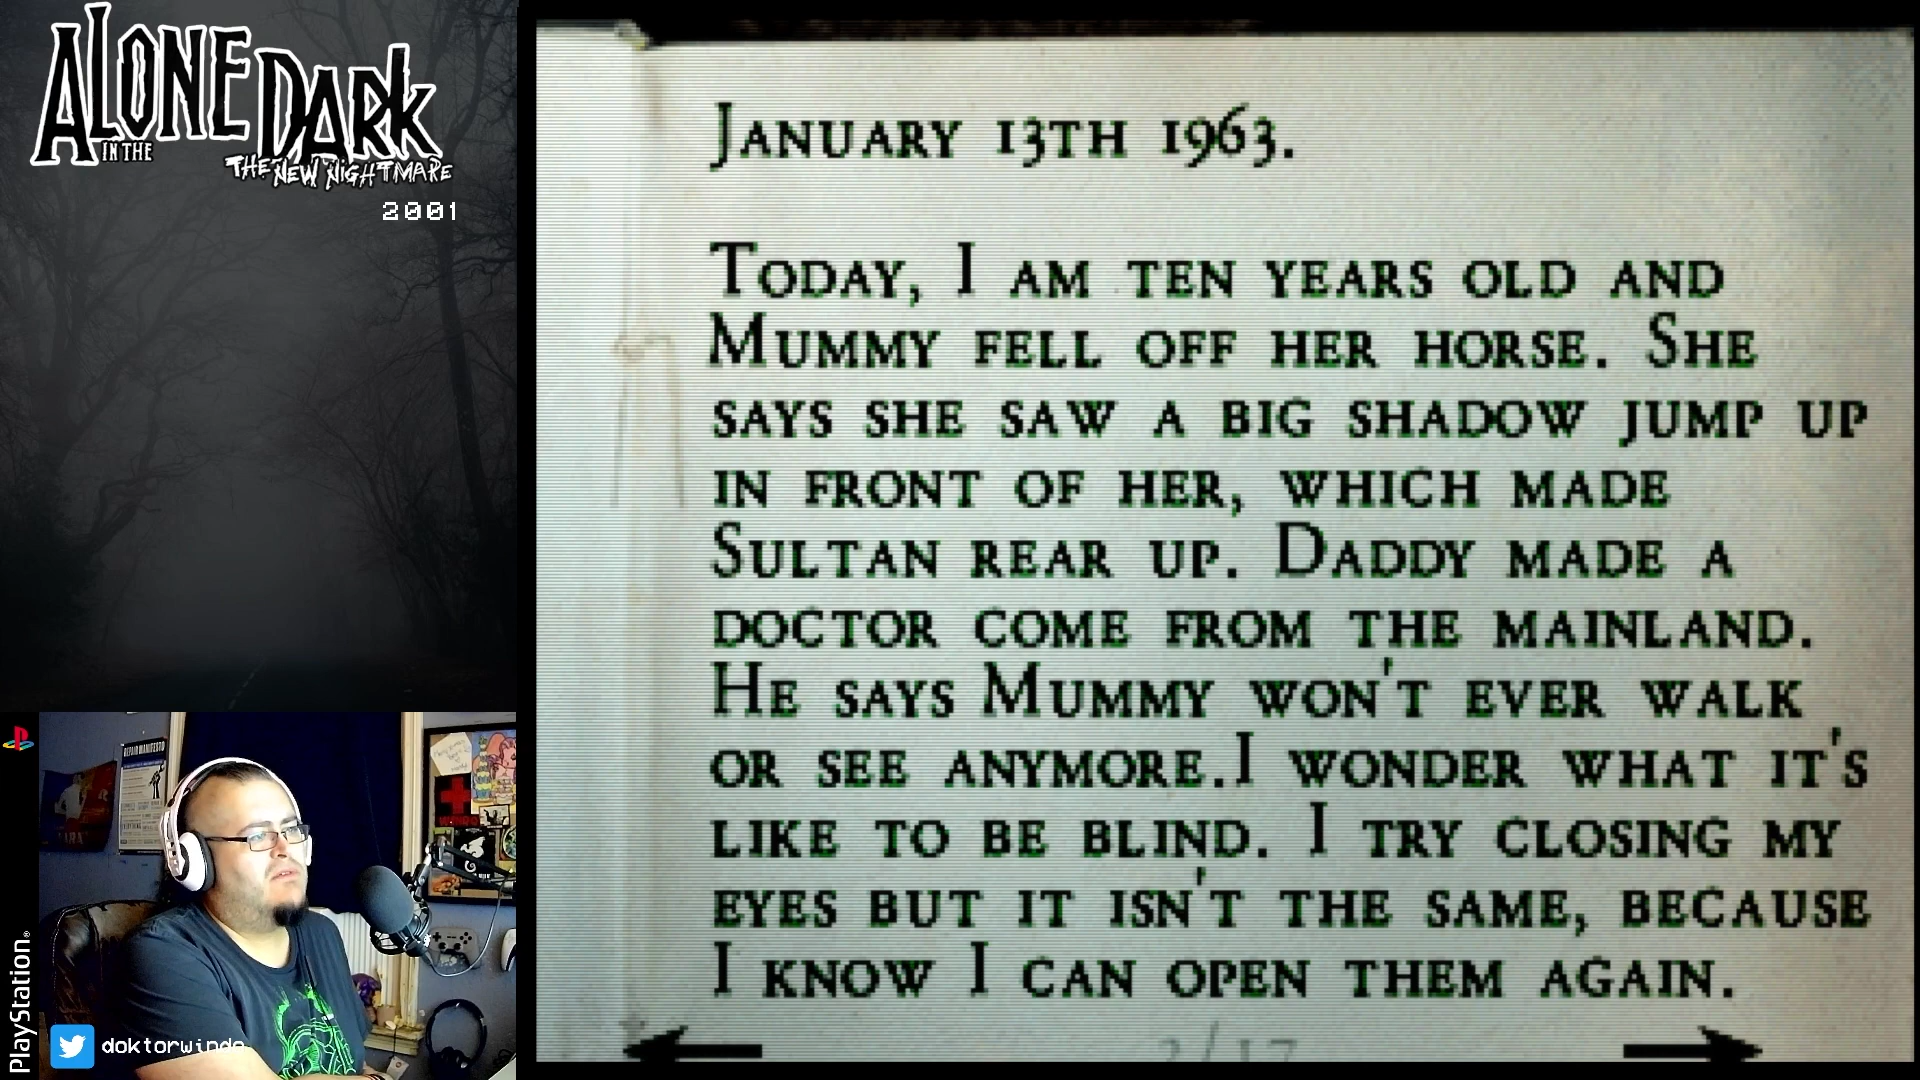 ALONE
IN THE
DARK
THE NEW NIGHTMARE
2001
JANUARY 13TH 1963.
TODAY, I AM TEN YEARS OLD AND
MUMMY FELL OFF HER HORSE. SHE
SAYS SHE SAW A BIG SHADOW JUMP UP
IN FRONT OF HER, WHICH MADE
SULTAN REAR UP. DADDY MADE A
DOCTOR COME FROM THE MAINLAND.
HE SAYS MUMMY WON'T EVER WALK
OR SEE ANYMORE.I WONDER WHAT IT'S
LIKE TO BE BLIND. I TRY CLOSING MY
EYES BUT IT ISN'T THE SAME, BECAUSE
I KNOW I CAN OPEN THEM AGAIN.
PlayStation
REPAIR MANIFESTO